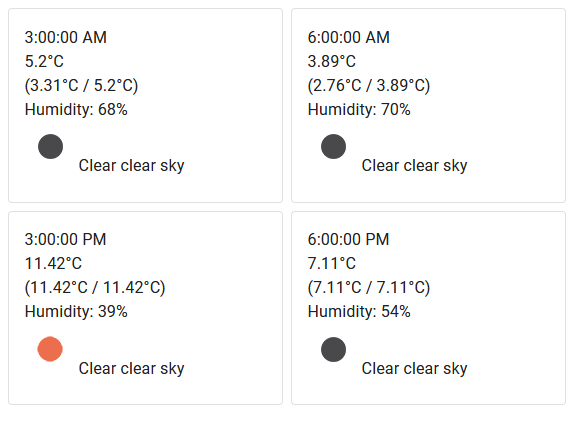 3:00:00 AM
5.2°C
(3.31°C / 5.2°C)
Humidity: 68%
Clear clear sky
6:00:00 AM
3.89°C
(2.76°C / 3.89°C)
Humidity: 70%
Clear clear sky
3:00:00 PM
11.42°C
(11.42°C / 11.42°C)
Humidity: 39%
Clear clear sky
6:00:00 PM
7.11°C
(7.11°C / 7.11°C)
Humidity: 54%
Clear clear sky